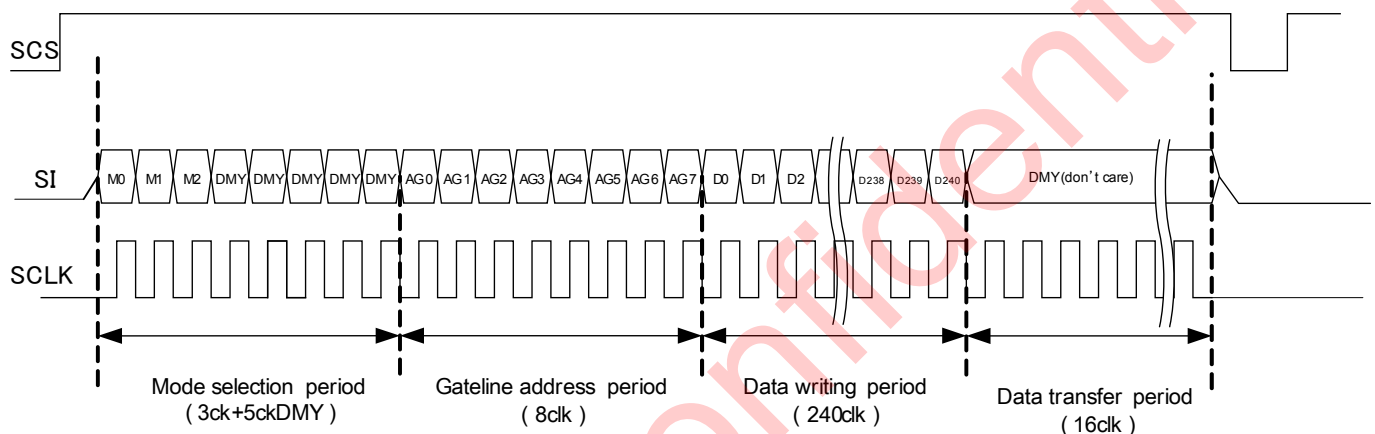 SCS
SI
M0 M1 M2 DMY DMY DMY DMY DMY AG0 AG1 AG2 AG3 AG4 AG5 AG6 AG7 D0 D1 D2 D238 D239 D240 DMY(don't care)
SCLK
Mode selection period
( 3ck+5ckDMY )
Gateline address period
( 8clk )
Data writing period
( 240clk )
Data transfer period
( 16clk )
onfidenti